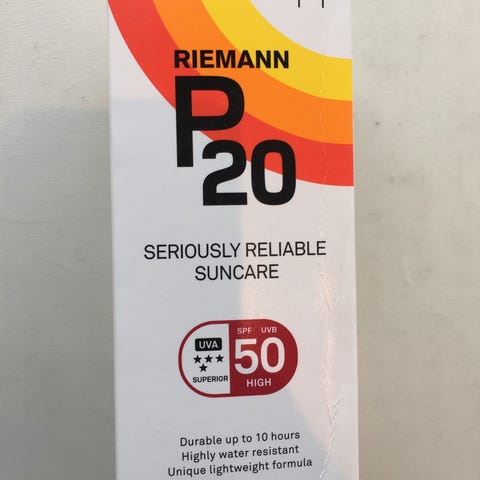 RIEMANN
P20
SERIOUSLY RELIABLE
SUNCARE
SPF UVB
UVA
50
SUPERIOR
HIGH
Durable up to 10 hours
Highly water resistant
Unique lightweight formula